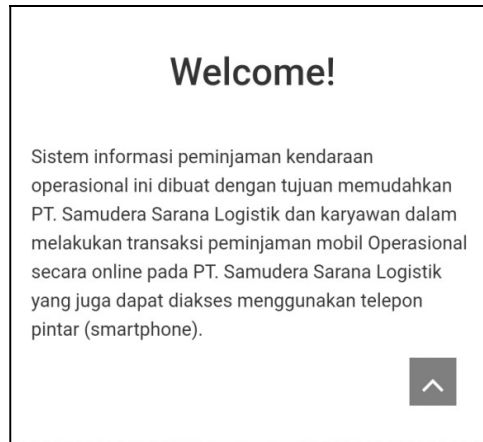 Welcome!
Sistem informasi peminjaman kendaraan
operasional ini dibuat dengan tujuan memudahkan
PT. Samudera Sarana Logistik dan karyawan dalam
melakukan transaksi peminjaman mobil Operasional
secara online pada PT. Samudera Sarana Logistik
yang juga dapat diakses menggunakan telepon
pintar (smartphone).